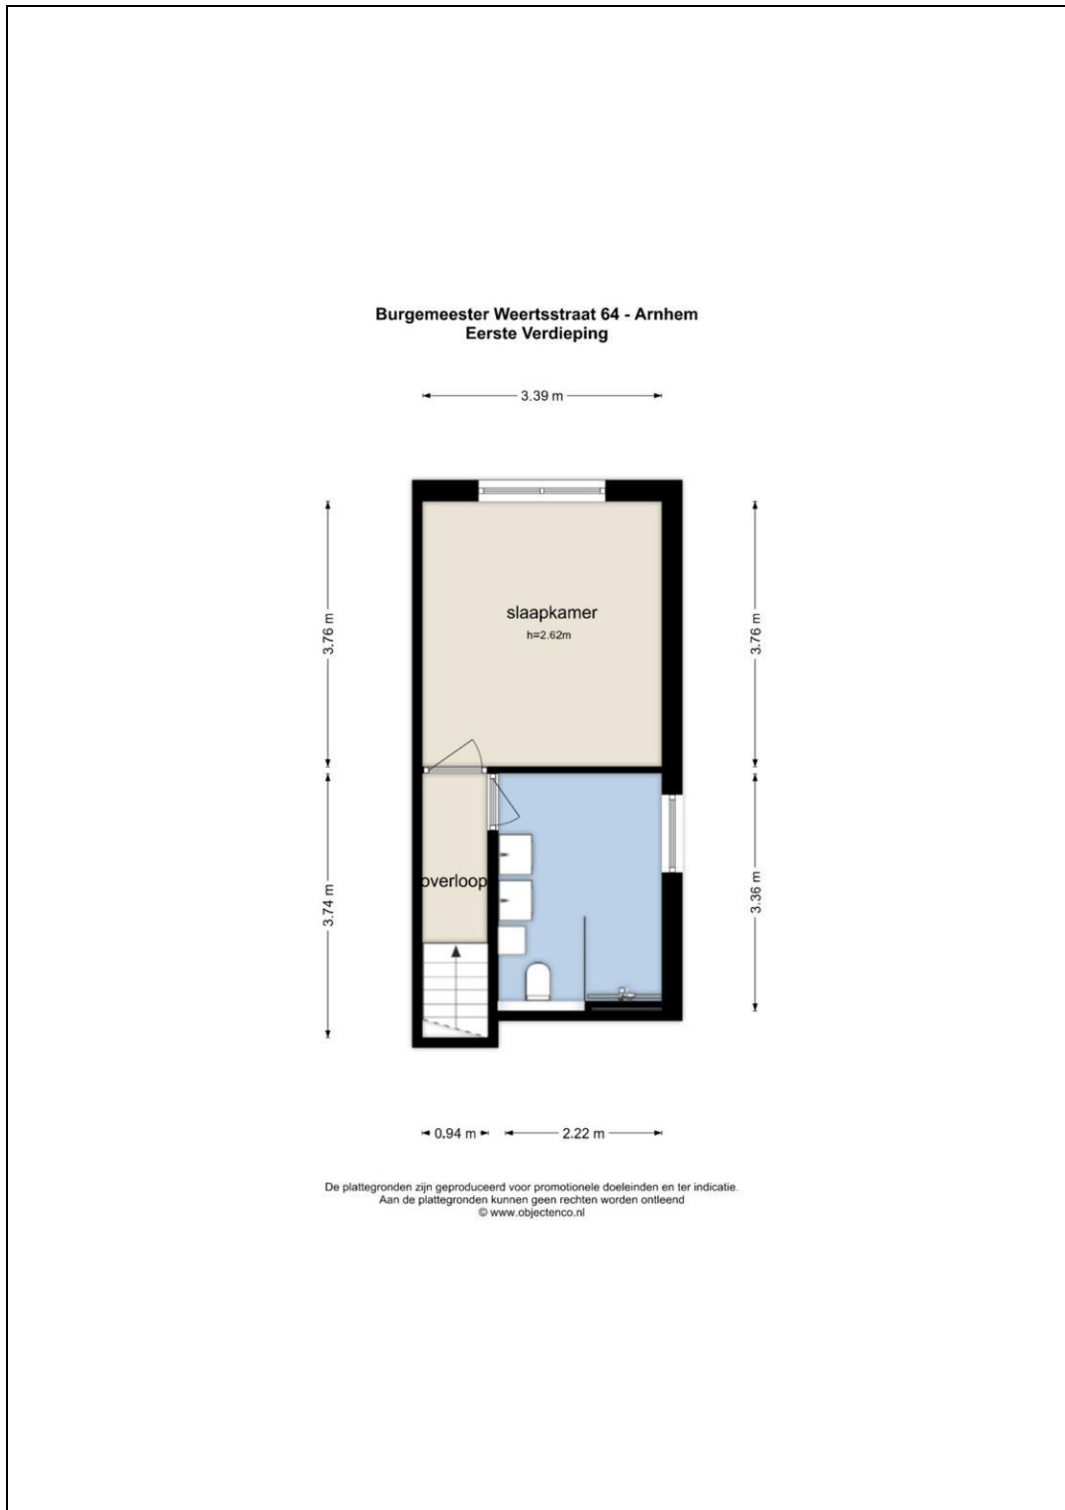 Burgemeester Weertsstraat 64 - Arnhem
Eerste Verdieping
3.39 m
slaapkamer
h=2.62m
3.76 m
3.76 m
overloop
3.74 m
3.36 m
0.94 m
2.22 m
De plattegronden zijn geproduceerd voor promotionele doeleinden en ter indicatie.
Aan de plattegronden kunnen geen rechten worden ontleend
© www.objectenco.nl